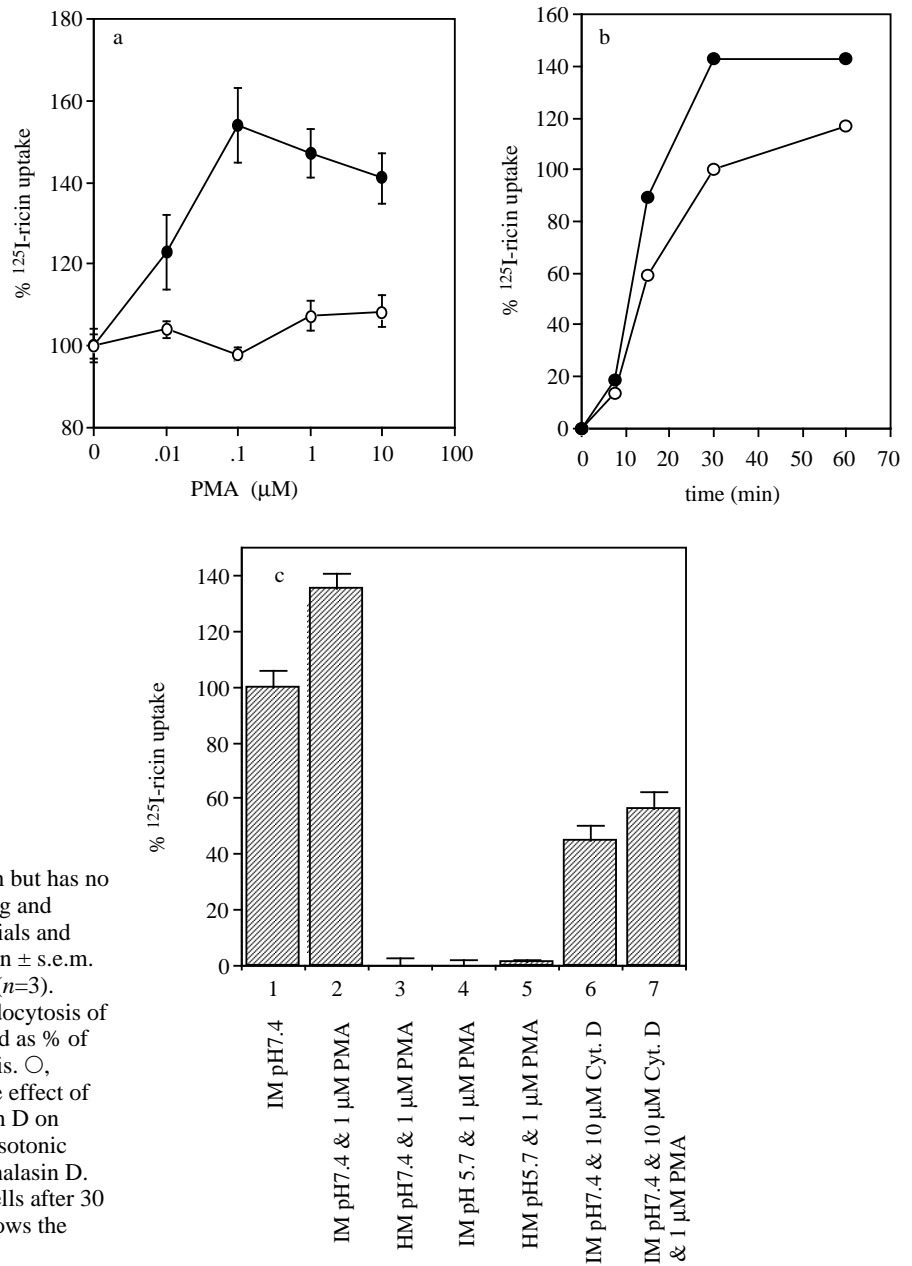 180
160
140
120
100
80
a
% 125I-ricin uptake
0
.01
.1
1
10
100
PMA (µM)
160
140
120
100
80
60
40
20
0
b
% 125I-ricin uptake
0
10
20
30
40
50
60
70
time (min)
140
120
100
80
60
40
20
0
c
% 125I-ricin uptake
1
2
3
4
5
6
7
IM pH7.4
IM pH7.4 & 1 µM PMA
HM pH7.4 & 1 µM PMA
IM pH 5.7 & 1 µM PMA
HM pH5.7 & 1 µM PMA
IM pH7.4 & 10 µM Cyt. D
IM pH7.4 & 10 µM Cyt. D
& 1 µM PMA
n but has no
g and
ials and
n ± s.e.m.
(n=3).
docytosis of
d as % of
is. ○,
e effect of
n D on
sotonic
halasin D.
ells after 30
ows the